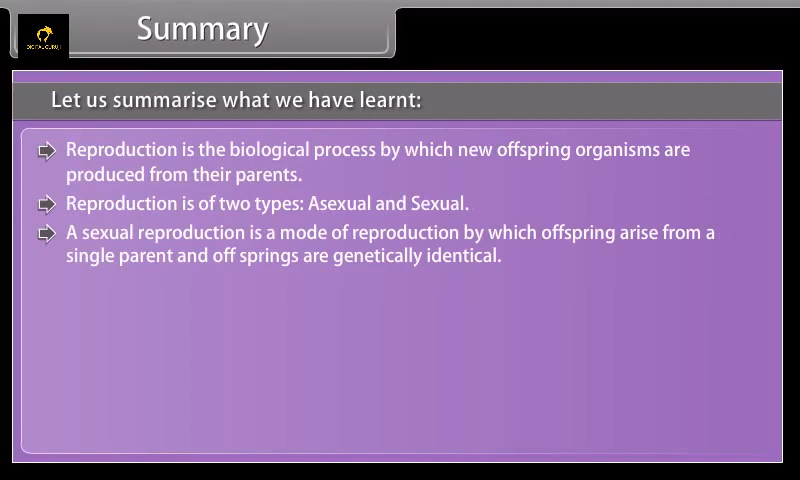 Summary
DIGITAL GURUJI
Let us summarise what we have learnt:
Reproduction is the biological process by which new offspring organisms are
produced from their parents.
Reproduction is of two types: Asexual and Sexual.
A sexual reproduction is a mode of reproduction by which offspring arise from a
single parent and off springs are genetically identical.